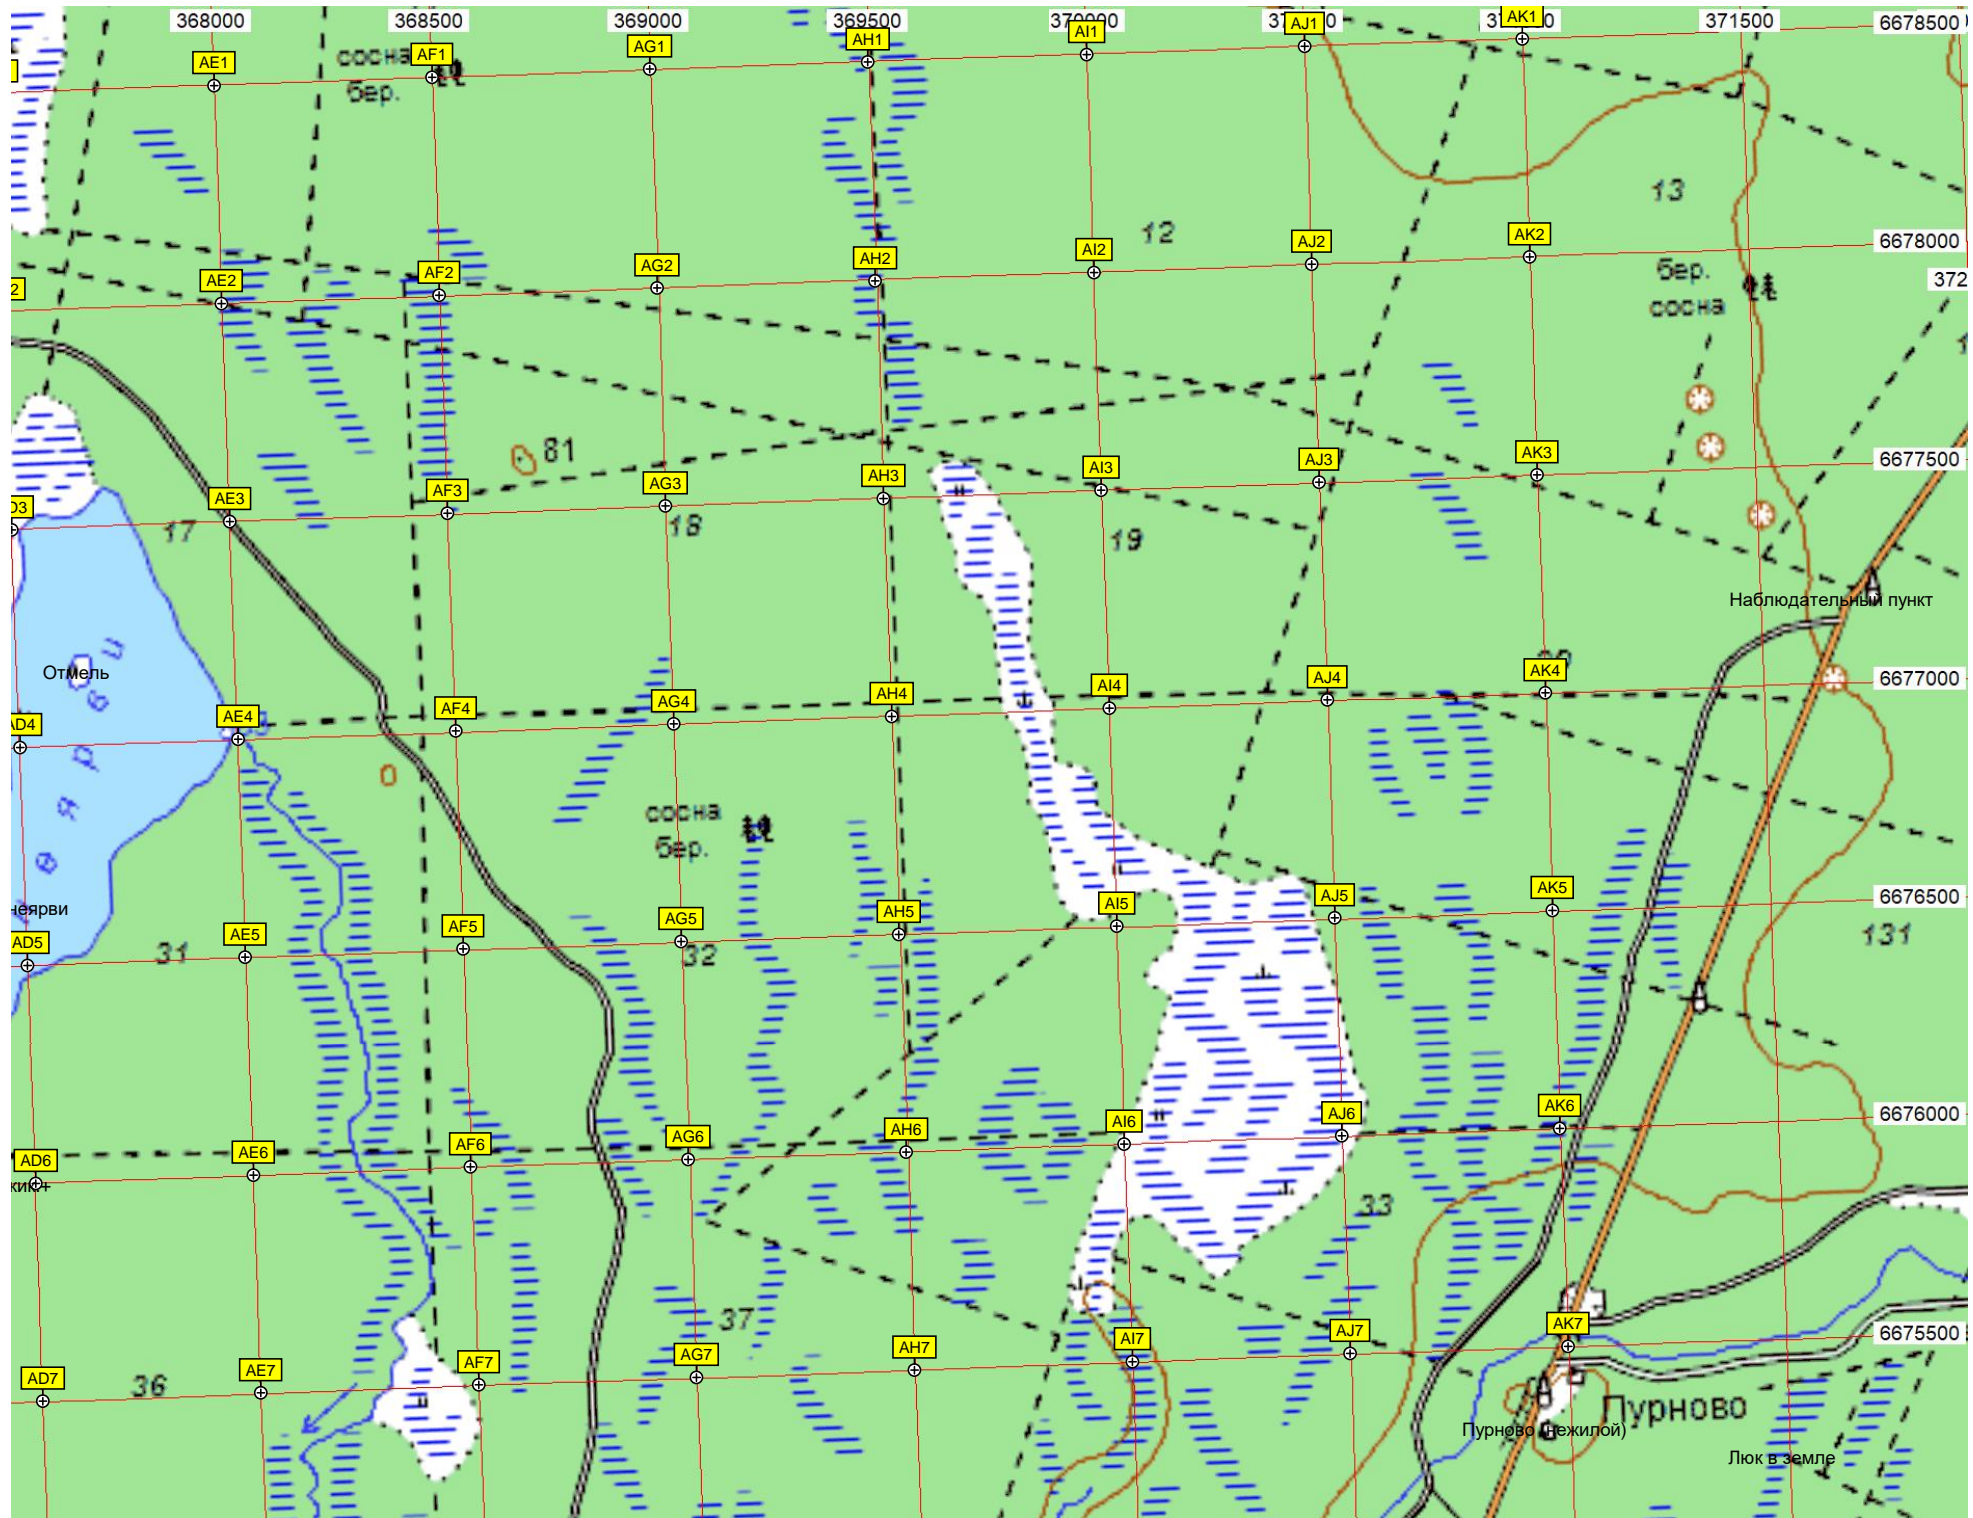 368000 368500 369000 369500 370000 371500
6678500
AE1 AF1 AG1 AH1 AI1 AJ1 AK1
сосна
бер.
13
12
6678000
AE2 AF2 AG2 AH2 AI2 AJ2 AK2
бер.
сосна
372
81
6677500
AE3 AF3 AG3 AH3 AI3 AJ3 AK3
17 18 19
Наблюдательный пункт
Отмель
6677000
AD4 AE4 AF4 AG4 AH4 AI4 AJ4 AK4
сосна
бер.
6676500
AE5 AF5 AG5 AH5 AI5 AJ5 AK5
AD5
31 32 131
6676000
AD6 AE6 AF6 AG6 AH6 AI6 AJ6 AK6
33
37
6675500
AD7 AE7 AF7 AG7 AH7 AI7 AJ7 AK7
36
Пурново
Пурново (нежилой)
Люк в земле